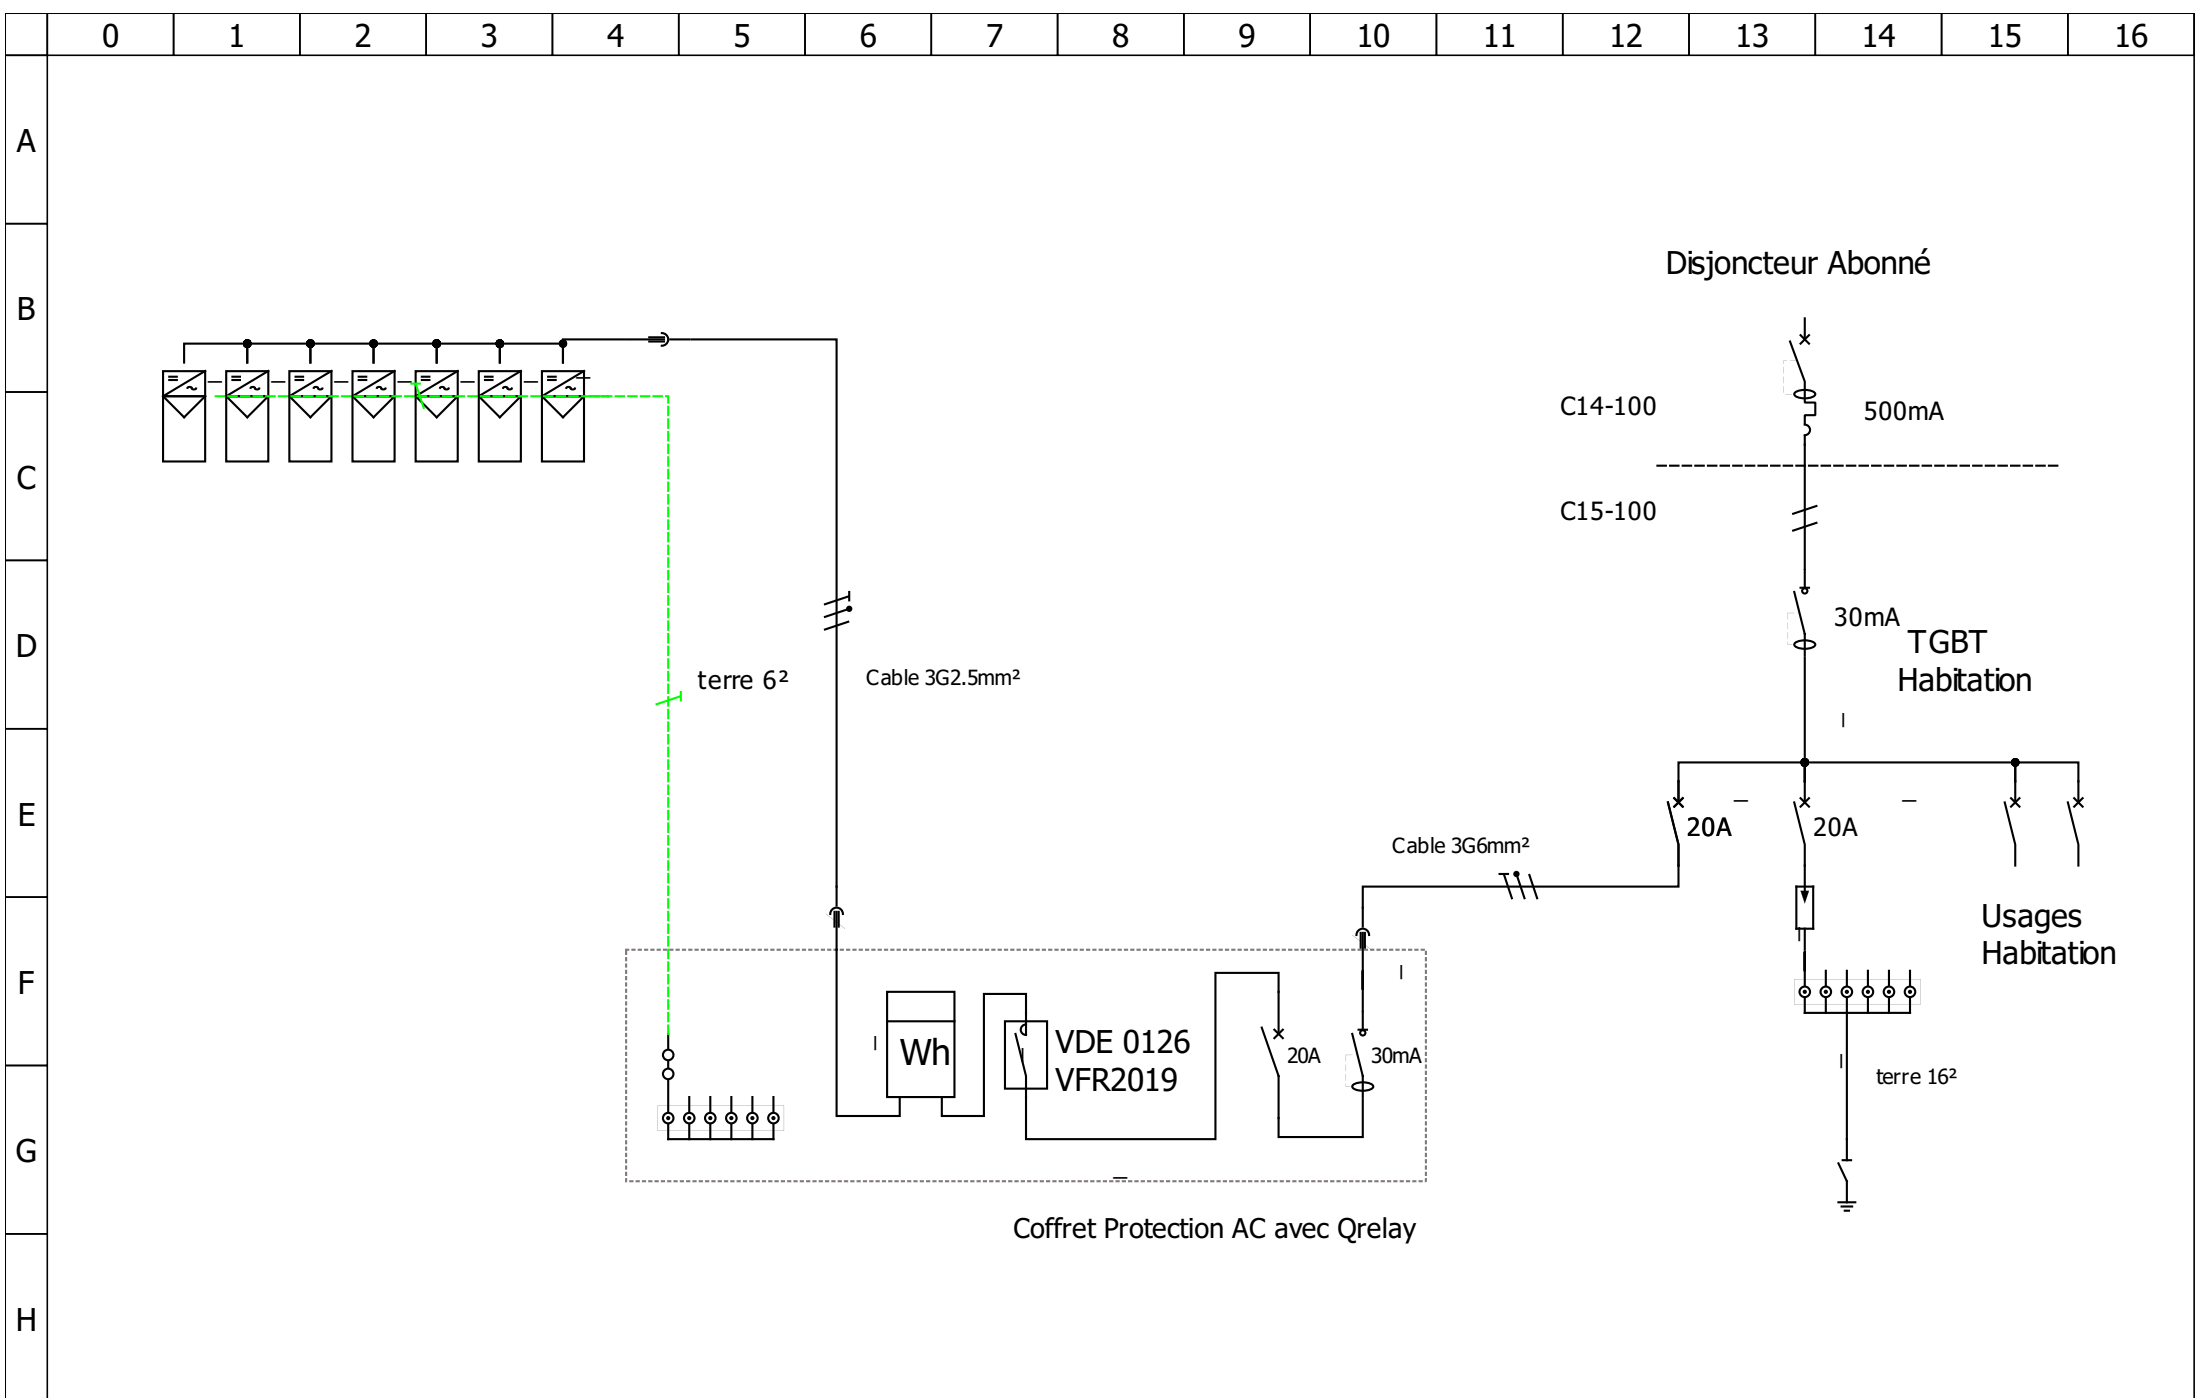 0 1 2 3 4 5 6 7 8 9 10 11 12 13 14 15 16
A
B
C
D
E
F
G
H
Disjoncteur Abonné
C14-100
500mA
C15-100
30mA
TGBT
Habitation
terre 6²
Cable 3G2.5mm²
20A
20A
Cable 3G6mm²
Usages
Habitation
Wh
VDE 0126
VFR2019
20A
30mA
terre 16²
Coffret Protection AC avec Qrelay